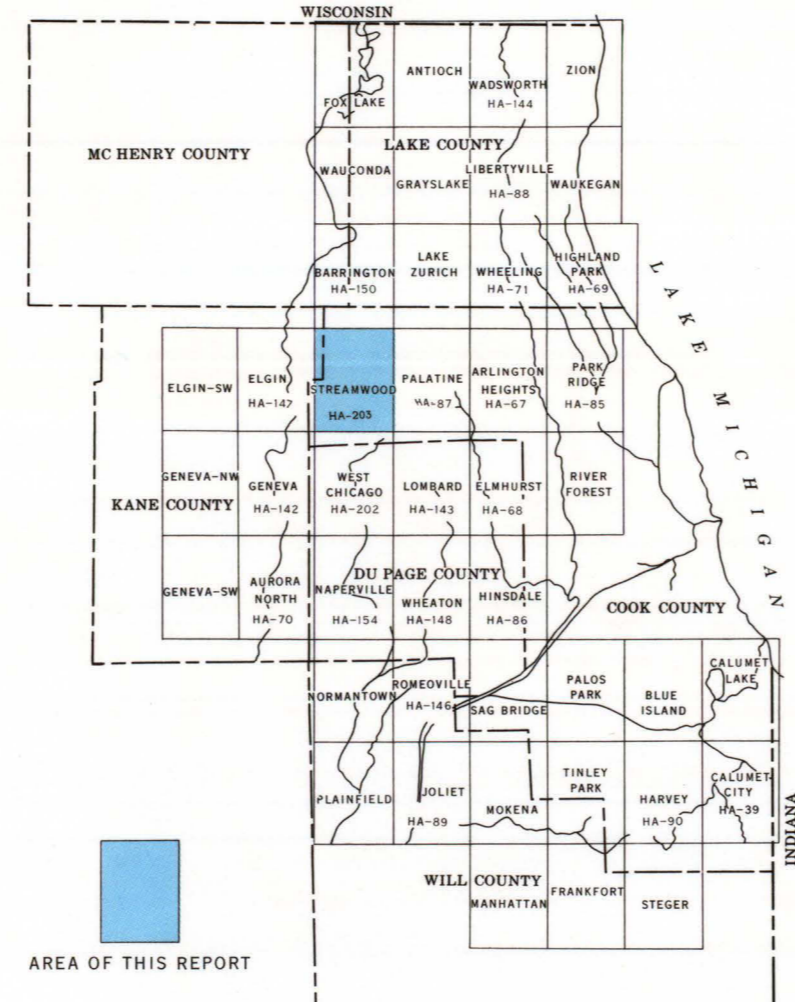 WISCONSIN
ANTIOCH
ZION
WADSWORTH
HA-144
FOX LAKE
MC HENRY COUNTY
LAKE COUNTY
WAUCONDA
GRAYSLAKE
LIBERTYVILLE
HA-88
WAUKEGAN
BARRINGTON
HA-150
LAKE
ZURICH
WHEELING
HA-71
HIGHLAND
PARK
HA-69
LAKE MICHIGAN
ELGIN-SW
ELGIN
HA-147
STREAMWOOD
HA-203
PALATINE
HA-87
ARLINGTON
HEIGHTS
HA-67
PARK
RIDGE
HA-85
GENEVA-NW
KANE COUNTY
GENEVA
HA-142
WEST
CHICAGO
HA-202
LOMBARD
HA-143
ELMHURST
HA-68
RIVER
FOREST
GENEVA-SW
AURORA
NORTH
HA-70
DU PAGE COUNTY
NAPERVILLE
HA-154
WHEATON
HA-148
HINSDALE
HA-86
COOK COUNTY
NORMANTOWN
ROMEOVILLE
HA-146
SAG BRIDGE
PALOS
PARK
BLUE
ISLAND
CALUMET
LAKE
PLAINFIELD
JOLIET
HA-89
MOKENA
TINLEY
PARK
HARVEY
HA-90
CALUMET
CITY
HA-39
INDIANA
WILL COUNTY
MANHATTAN
FRANKFORT
STEGER
AREA OF THIS REPORT